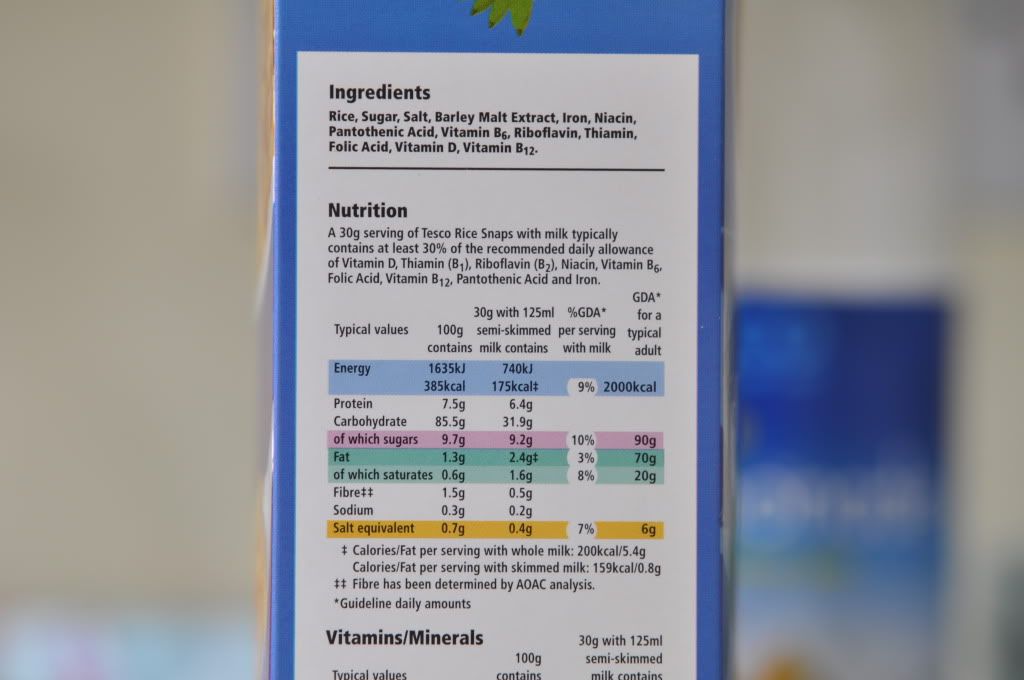 Ingredients
Rice, Sugar, Salt, Barley Malt Extract, Iron, Niacin,
Pantothenic Acid, Vitamin B6, Riboflavin, Thiamin,
Folic Acid, Vitamin D, Vitamin B12.
Nutrition
A 30g serving of Tesco Rice Snaps with milk typically
contains at least 30% of the recommended daily allowance
of Vitamin D, Thiamin (B1), Riboflavin (B2), Niacin, Vitamin B6,
Folic Acid, Vitamin B12, Pantothenic Acid and Iron.
GDA*
30g with 125ml %GDA* for a
Typical values 100g semi-skimmed per serving typical
contains milk contains with milk adult
Energy 1635kJ 740kJ
385kcal 175kcal‡ 9% 2000kcal
Protein 7.5g 6.4g
Carbohydrate 85.5g 31.9g
of which sugars 9.7g 9.2g 10% 90g
Fat 1.3g 2.4g‡ 3% 70g
of which saturates 0.6g 1.6g 8% 20g
Fibre‡‡ 1.5g 0.5g
Sodium 0.3g 0.2g
Salt equivalent 0.7g 0.4g 7% 6g
‡ Calories/Fat per serving with whole milk: 200kcal/5.4g
Calories/Fat per serving with skimmed milk: 159kcal/0.8g
‡‡ Fibre has been determined by AOAC analysis.
*Guideline daily amounts
Vitamins/Minerals 30g with 125ml
100g semi-skimmed
Typical values contains milk contains